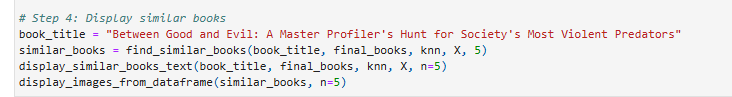 # Step 4: Display similar books
book_title = "Between Good and Evil: A Master Profiler's Hunt for Society's Most Violent Predators"
similar_books = find_similar_books(book_title, final_books, knn, X, 5)
display_similar_books_text(book_title, final_books, knn, X, n=5)
display_images_from_dataframe(similar_books, n=5)